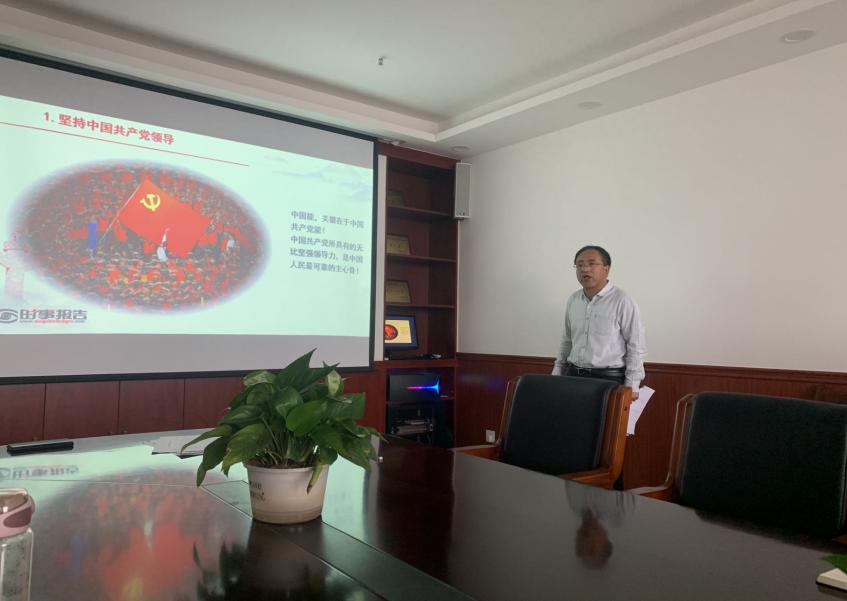 1. 坚持中国共产党领导
中国能，关键在于中国
共产党能！
中国共产党所具有的无
比坚强领导力，是中国
人民最可靠的主心骨！
时事报告